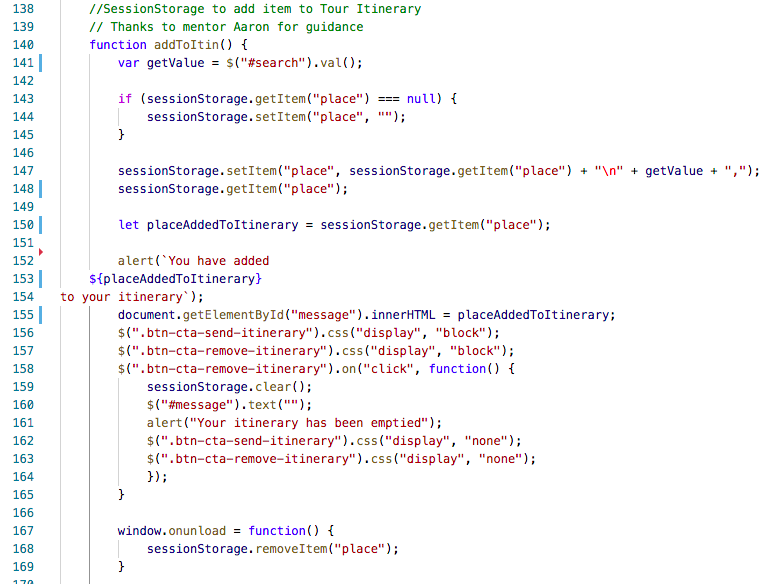 138 //SessionStorage to add item to Tour Itinerary
139 // Thanks to mentor Aaron for guidance
140 function addToItin() {
141 var getValue = $("#search").val();
142
143 if (sessionStorage.getItem("place") === null) {
144 sessionStorage.setItem("place", "");
145 }
146
147 sessionStorage.setItem("place", sessionStorage.getItem("place") + "\n" + getValue + ",");
148 sessionStorage.getItem("place");
149
150 let placeAddedToItinerary = sessionStorage.getItem("place");
151
152 alert(`You have added
153 ${placeAddedToItinerary}
154 to your itinerary`);
155 document.getElementById("message").innerHTML = placeAddedToItinerary;
156 $(".btn-cta-send-itinerary").css("display", "block");
157 $(".btn-cta-remove-itinerary").css("display", "block");
158 $(".btn-cta-remove-itinerary").on("click", function() {
159 sessionStorage.clear();
160 $("#message").text("");
161 alert("Your itinerary has been emptied");
162 $(".btn-cta-send-itinerary").css("display", "none");
163 $(".btn-cta-remove-itinerary").css("display", "none");
164 });
165 }
166
167 window.onunload = function() {
168 sessionStorage.removeItem("place");
169 }
170